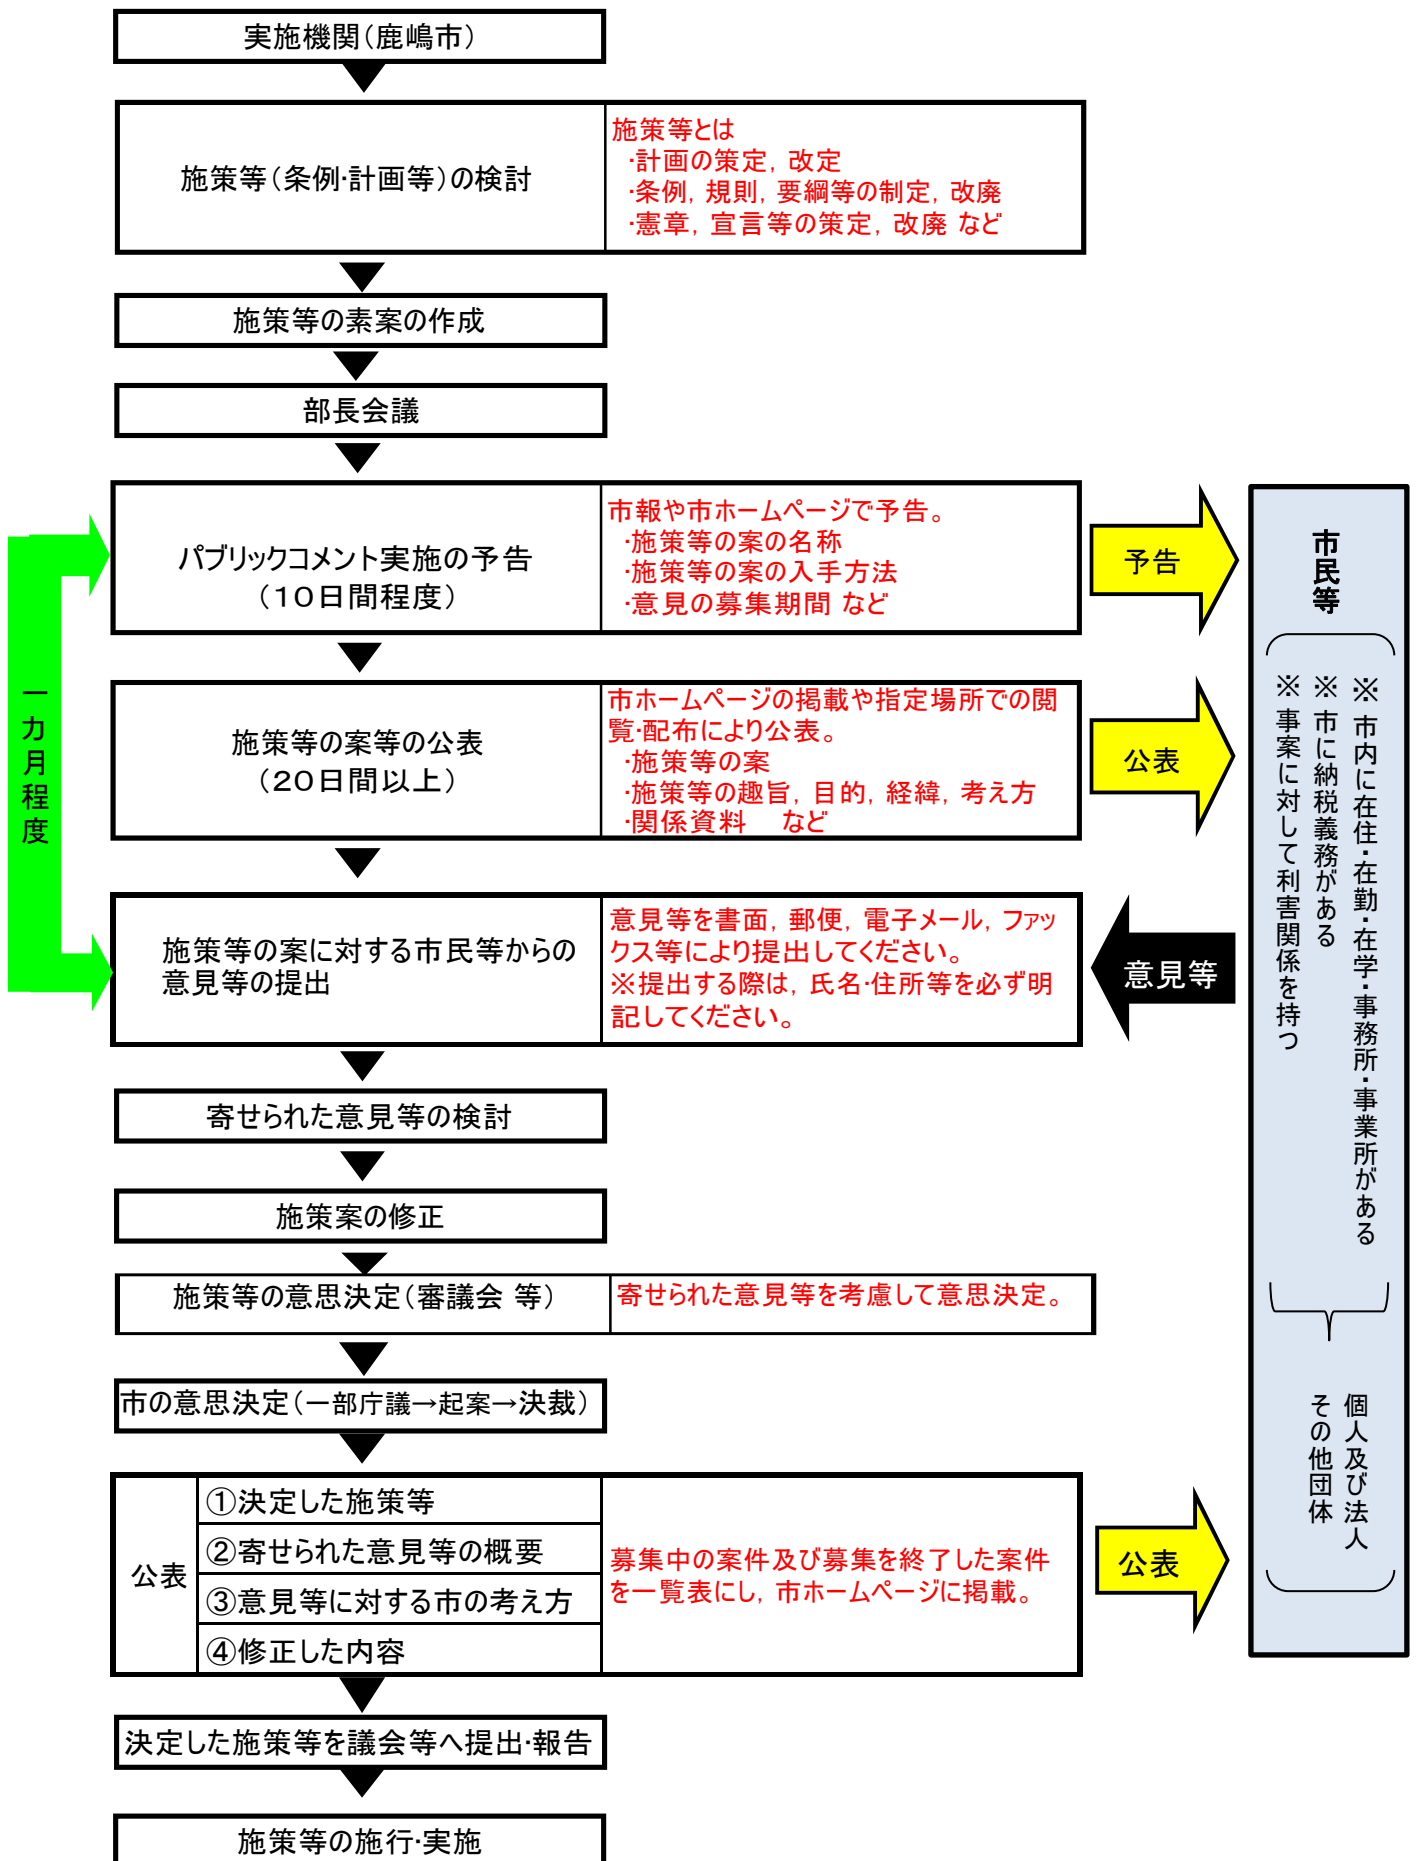 実施機関（鹿嶋市）
施策等（条例・計画等）の検討
施策等とは
・計画の策定，改定
・条例，規則，要綱等の制定，改廃
・憲章，宣言等の策定，改廃 など
施策等の素案の作成
部長会議
パブリックコメント実施の予告
（１０日間程度）
市報や市ホームページで予告。
・施策等の案の名称
・施策等の案の入手方法
・意見の募集期間 など
予告
施策等の案等の公表
（２０日間以上）
市ホームページの掲載や指定場所での閲
覧・配布により公表。
・施策等の案
・施策等の趣旨，目的，経緯，考え方
・関係資料　など
公表
施策等の案に対する市民等からの
意見等の提出
意見等を書面，郵便，電子メール，ファッ
クス等により提出してください。
※提出する際は，氏名・住所等を必ず明
記してください。
意見等
一カ月程度
寄せられた意見等の検討
施策案の修正
施策等の意思決定（審議会 等）
寄せられた意見等を考慮して意思決定。
市の意思決定（一部庁議→起案→決裁）
公表
①決定した施策等
②寄せられた意見等の概要
③意見等に対する市の考え方
④修正した内容
募集中の案件及び募集を終了した案件
を一覧表にし，市ホームページに掲載。
公表
決定した施策等を議会等へ提出・報告
施策等の施行・実施
市民等
※ 市内に在住・在勤・在学・事務所・事業所がある
※ 市に納税義務がある
※ 事案に対して利害関係を持つ
個人及び法人
その他団体